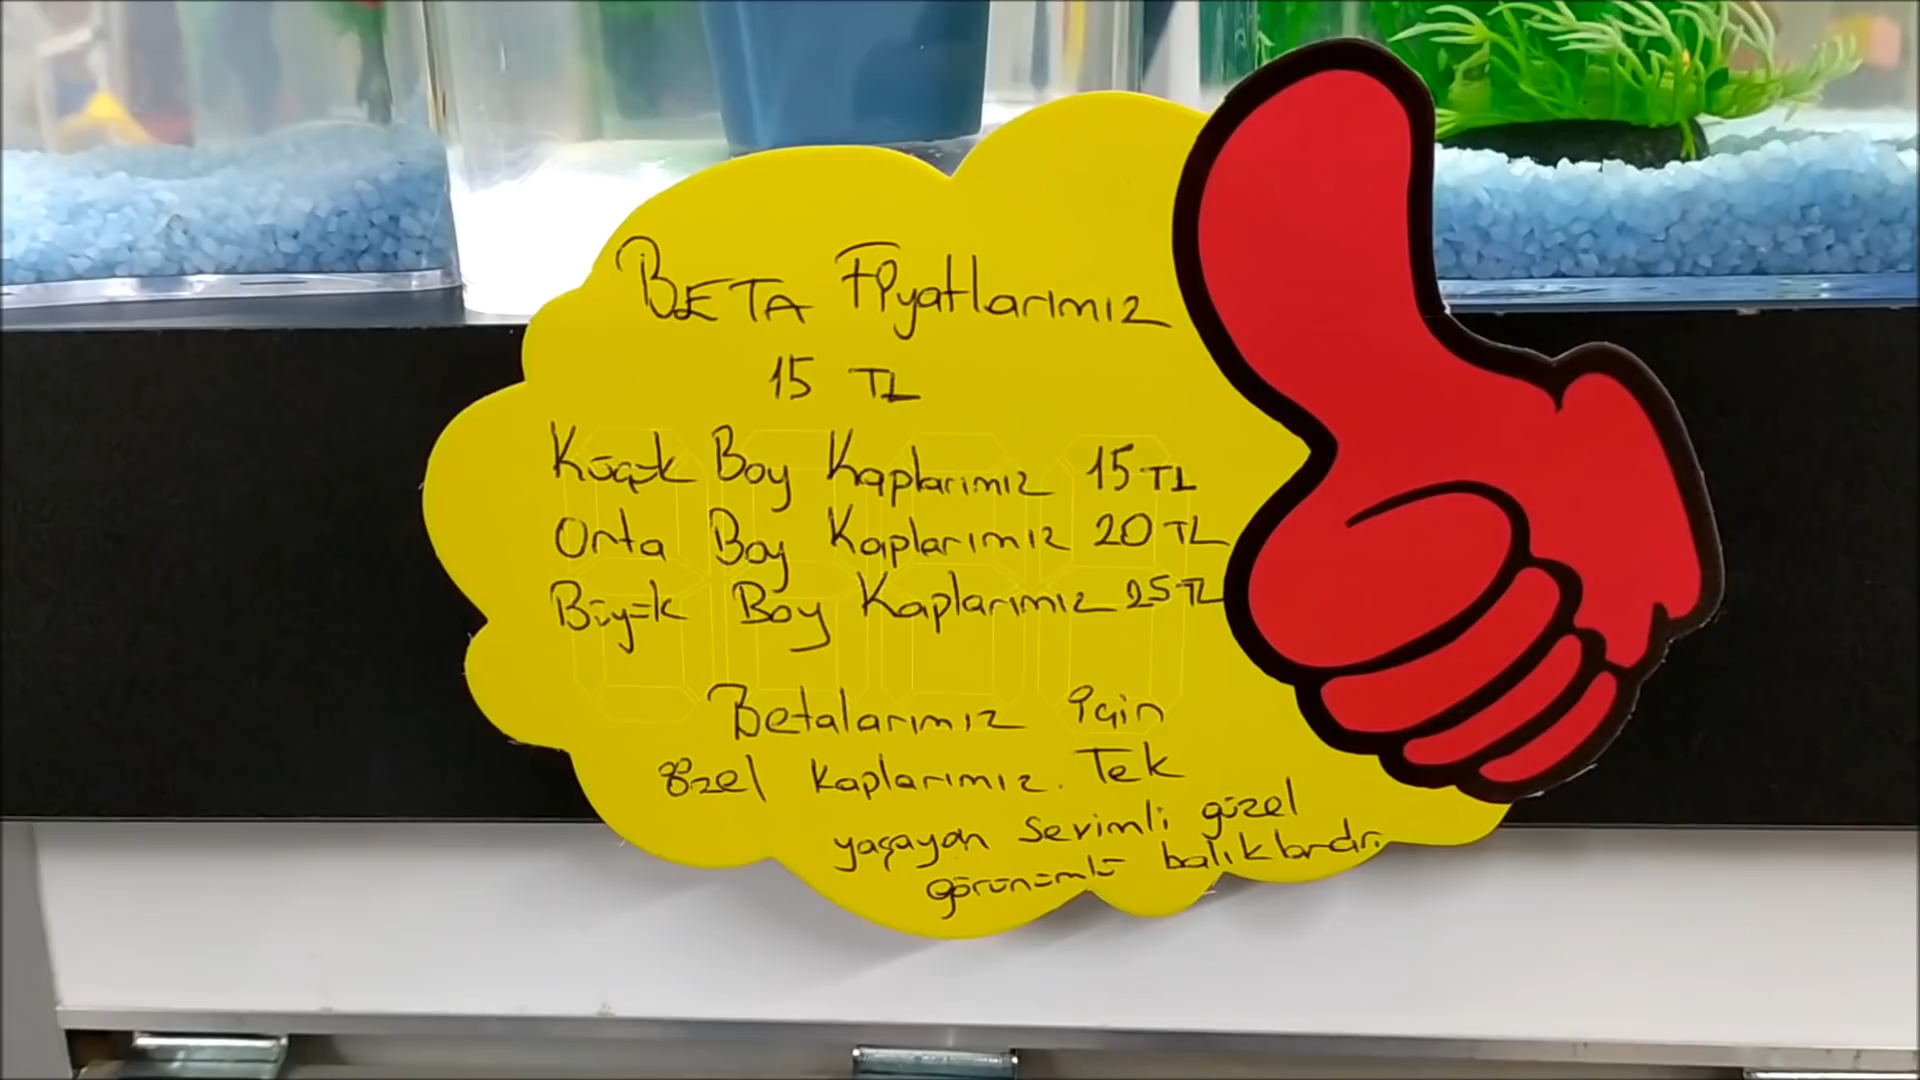 BETA Fiyatlarımız
15 TL
Küçük Boy Kaplarımız 15 TL
Orta Boy Kaplarımız 20 TL
Büyük Boy Kaplarımız 25 TL
Betalarımız için
özel kaplarımız. Tek
yaşayan sevimli güzel
görünümlü balıklardır.